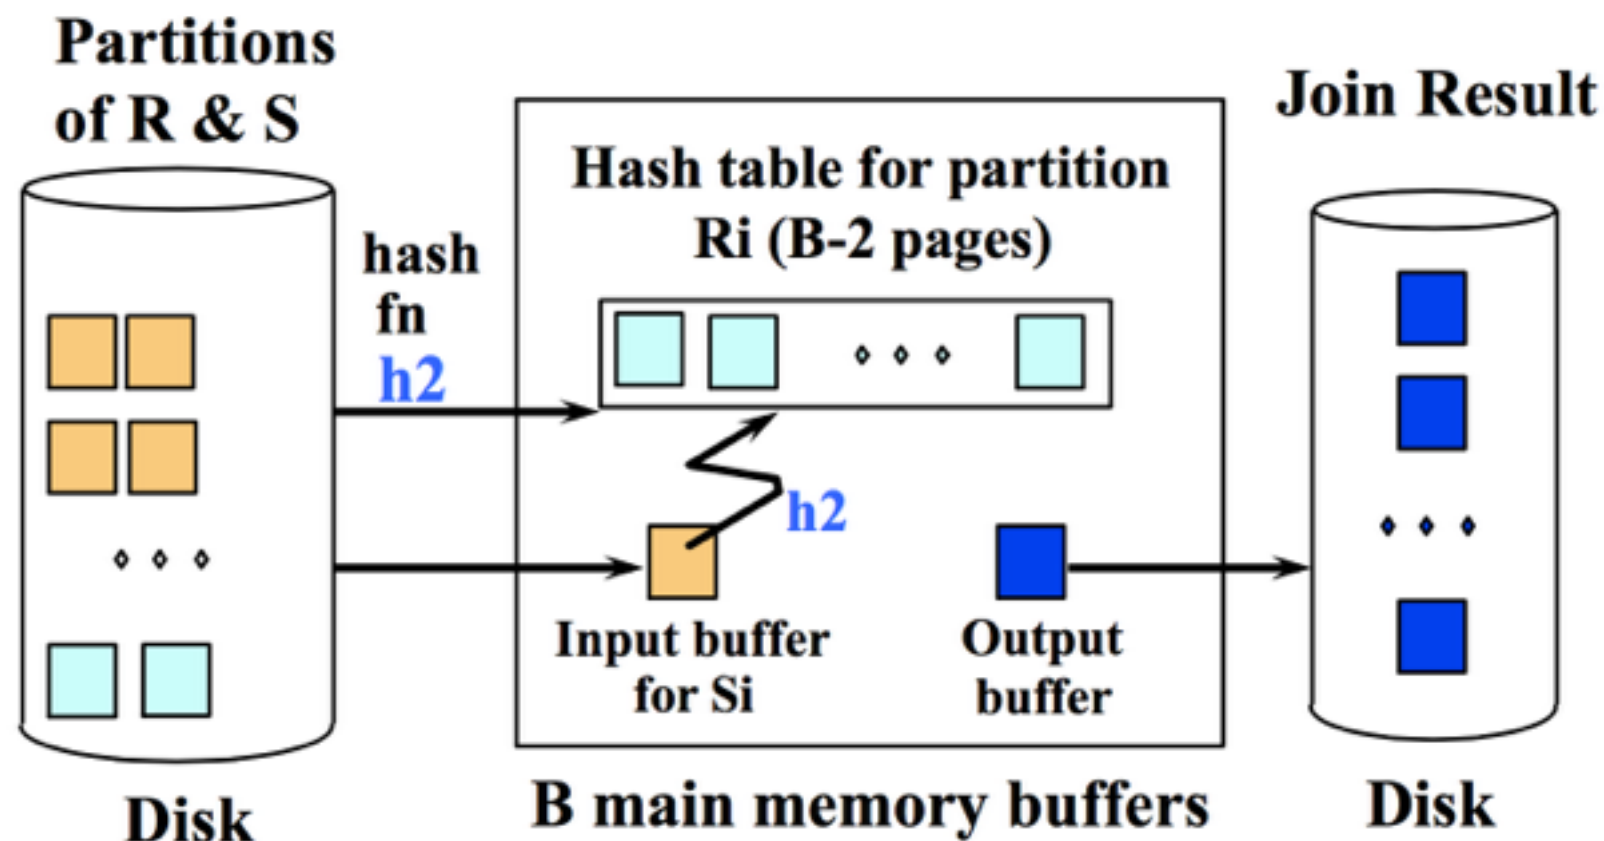 Partitions
of R & S
Disk
hash
fn
h2
Hash table for partition
Ri (B-2 pages)
h2
Input buffer
for Si
Output
buffer
B main memory buffers
Join Result
Disk